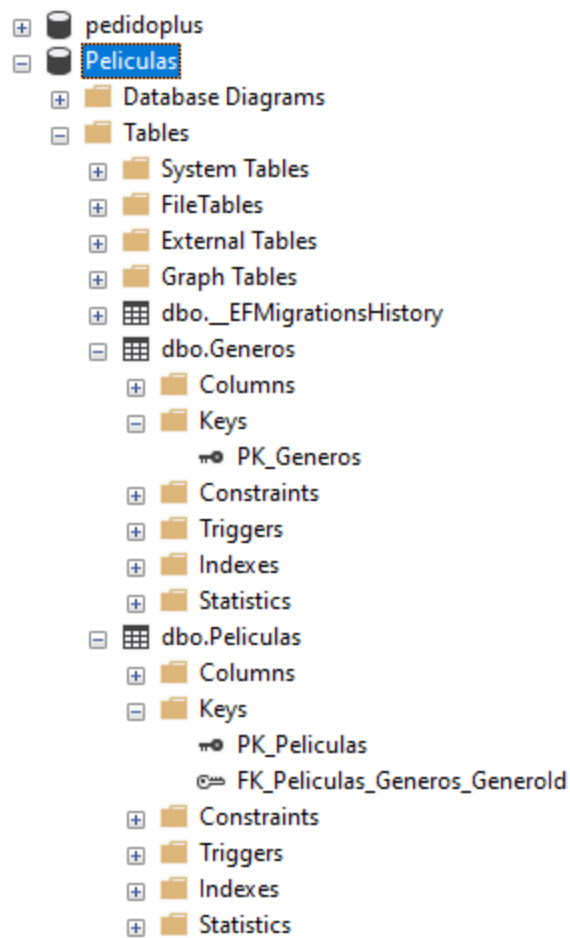 pedidoplus
Peliculas
Database Diagrams
Tables
System Tables
FileTables
External Tables
Graph Tables
dbo.__EFMigrationsHistory
dbo.Generos
Columns
Keys
PK_Generos
Constraints
Triggers
Indexes
Statistics
dbo.Peliculas
Columns
Keys
PK_Peliculas
FK_Peliculas_Generos_GeneroId
Constraints
Triggers
Indexes
Statistics